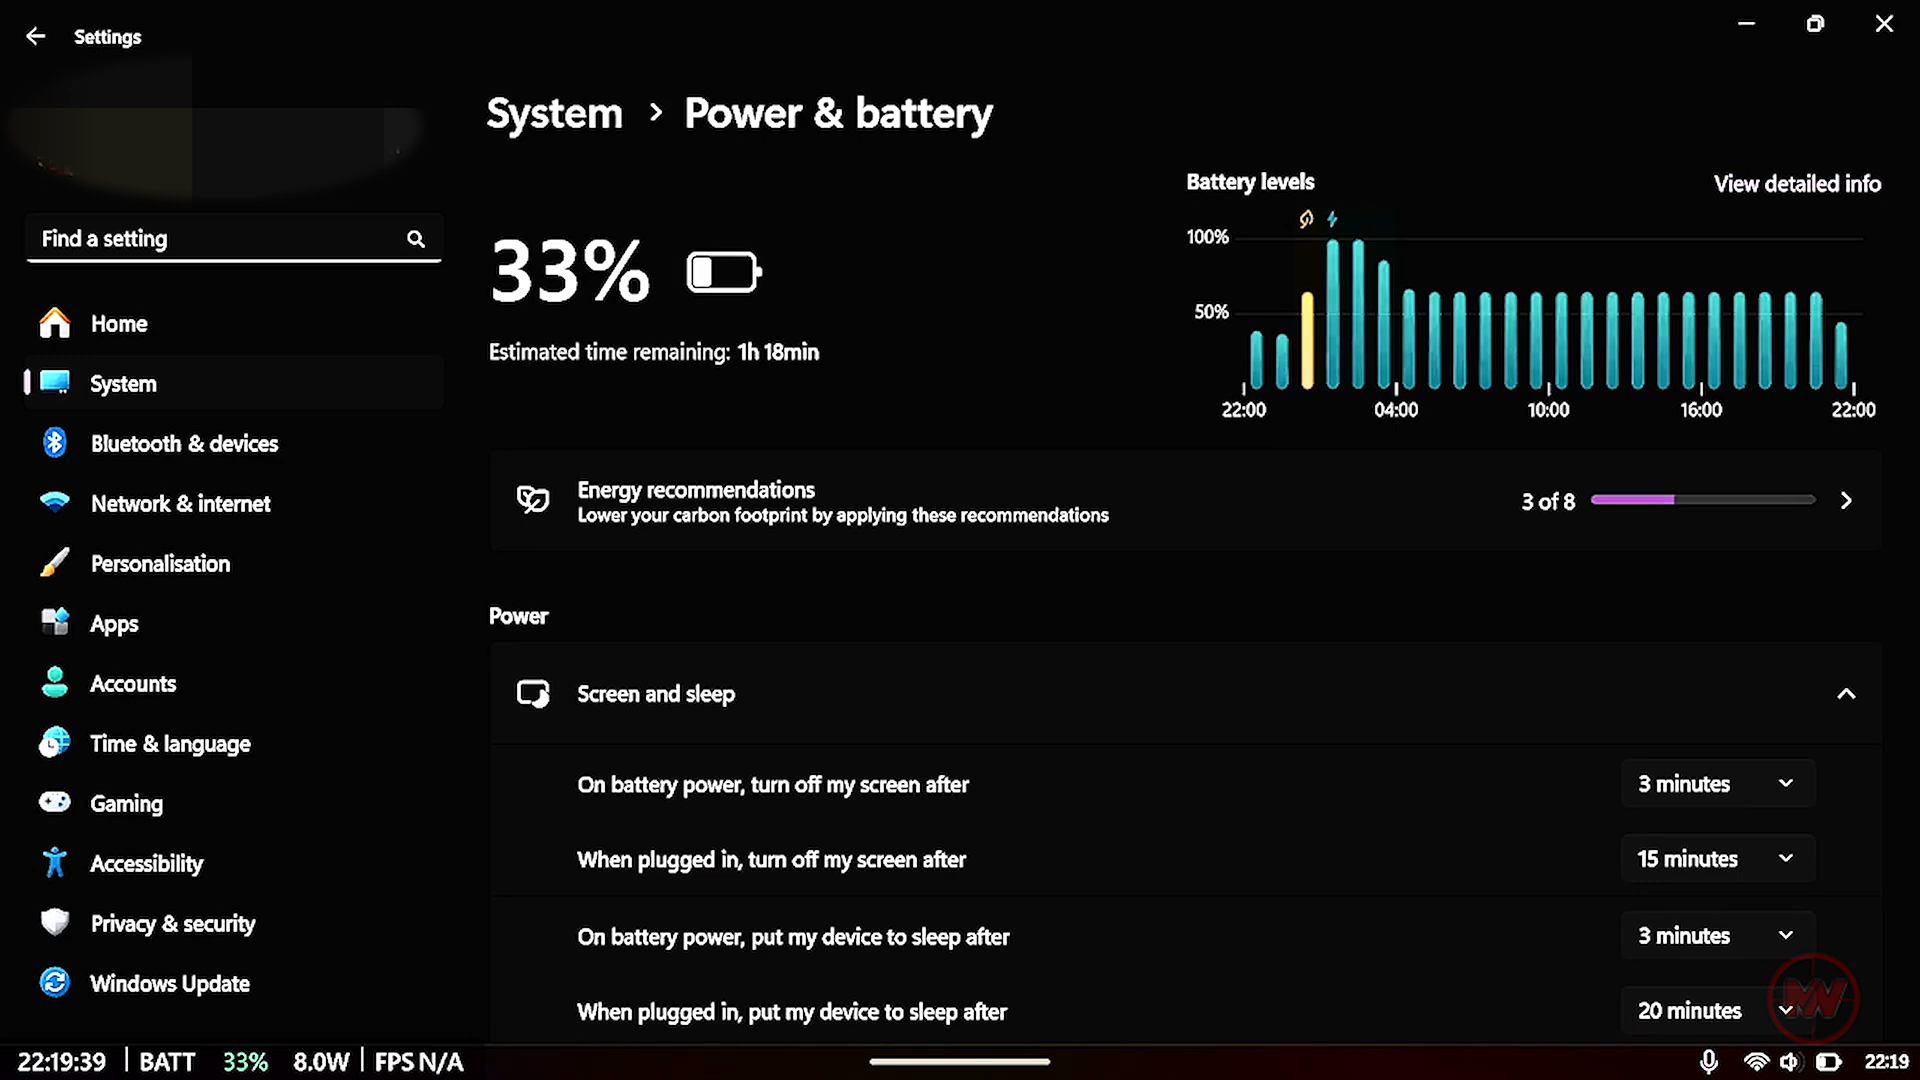 Settings
System > Power & battery
Battery levels
View detailed info
Find a setting
33%
Estimated time remaining: 1h 18min
100%
50%
22:00 04:00 10:00 16:00 22:00
Home
System
Bluetooth & devices
Network & internet
Personalisation
Apps
Accounts
Time & language
Gaming
Accessibility
Privacy & security
Windows Update
Energy recommendations
Lower your carbon footprint by applying these recommendations
3 of 8
Power
Screen and sleep
On battery power, turn off my screen after 3 minutes
When plugged in, turn off my screen after 15 minutes
On battery power, put my device to sleep after 3 minutes
When plugged in, put my device to sleep after 20 minutes
22:19:39 | BATT 33% 8.0W | FPS N/A
22:19